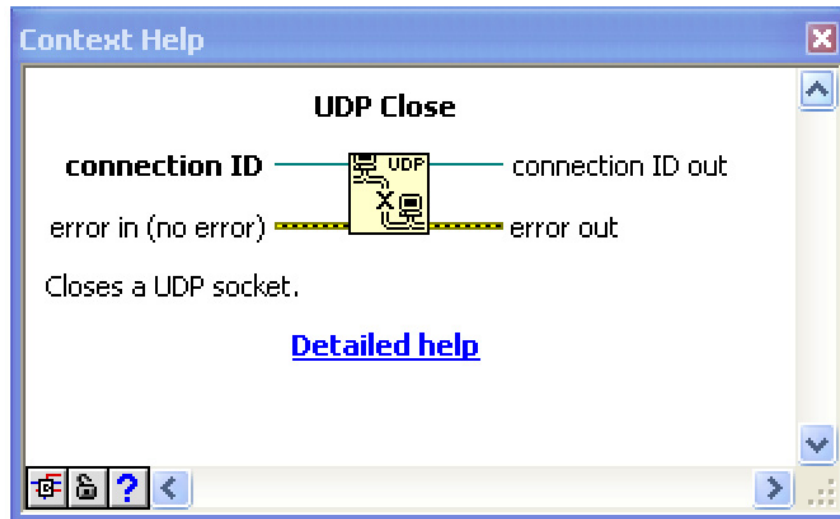 Context Help
UDP Close
connection ID
UDP
connection ID out
error in (no error)
error out
Closes a UDP socket.
Detailed help
?